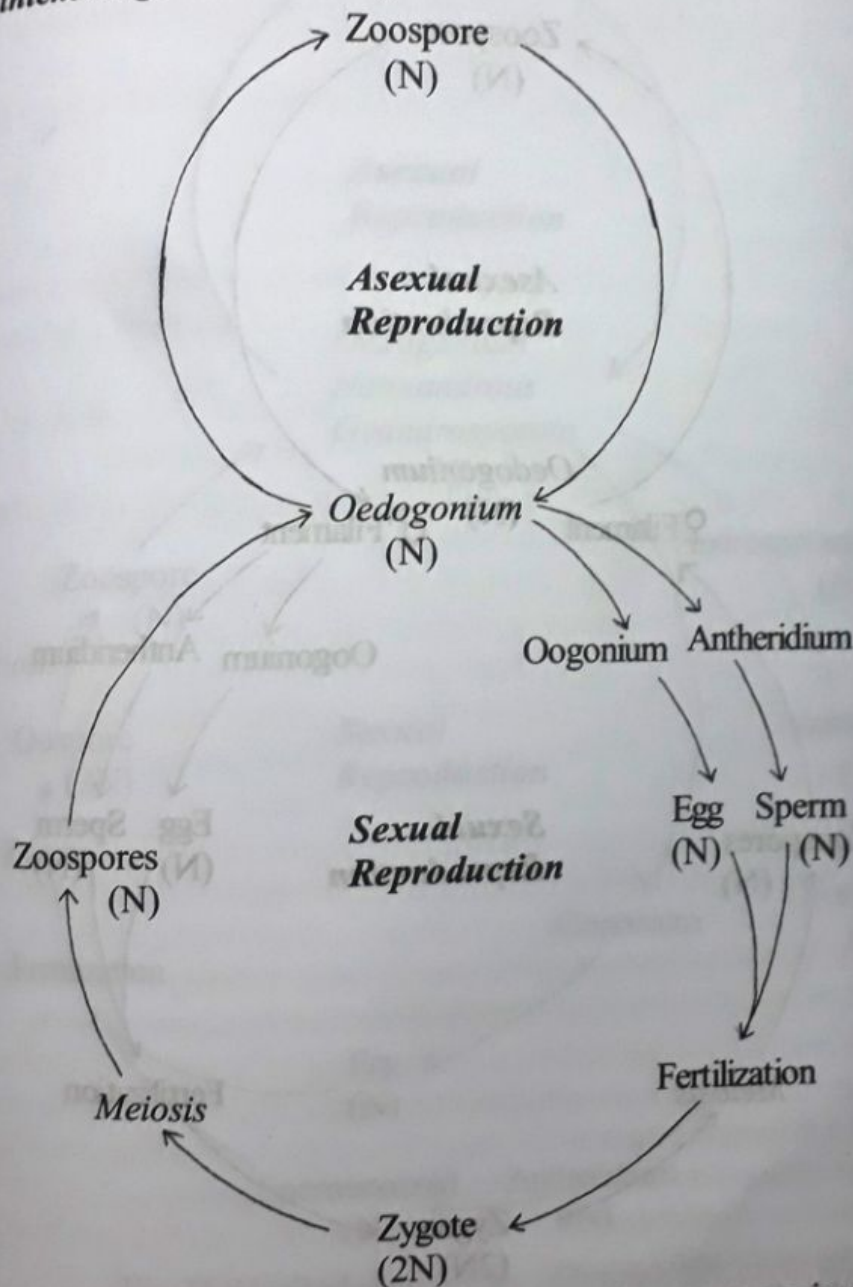 Zoospore
(N)
Asexual
Reproduction
Oedogonium
(N)
Oogonium Antheridium
Egg Sperm
(N) (N)
Sexual
Reproduction
Zoospores
(N)
Fertilization
Meiosis
Zygote
(2N)